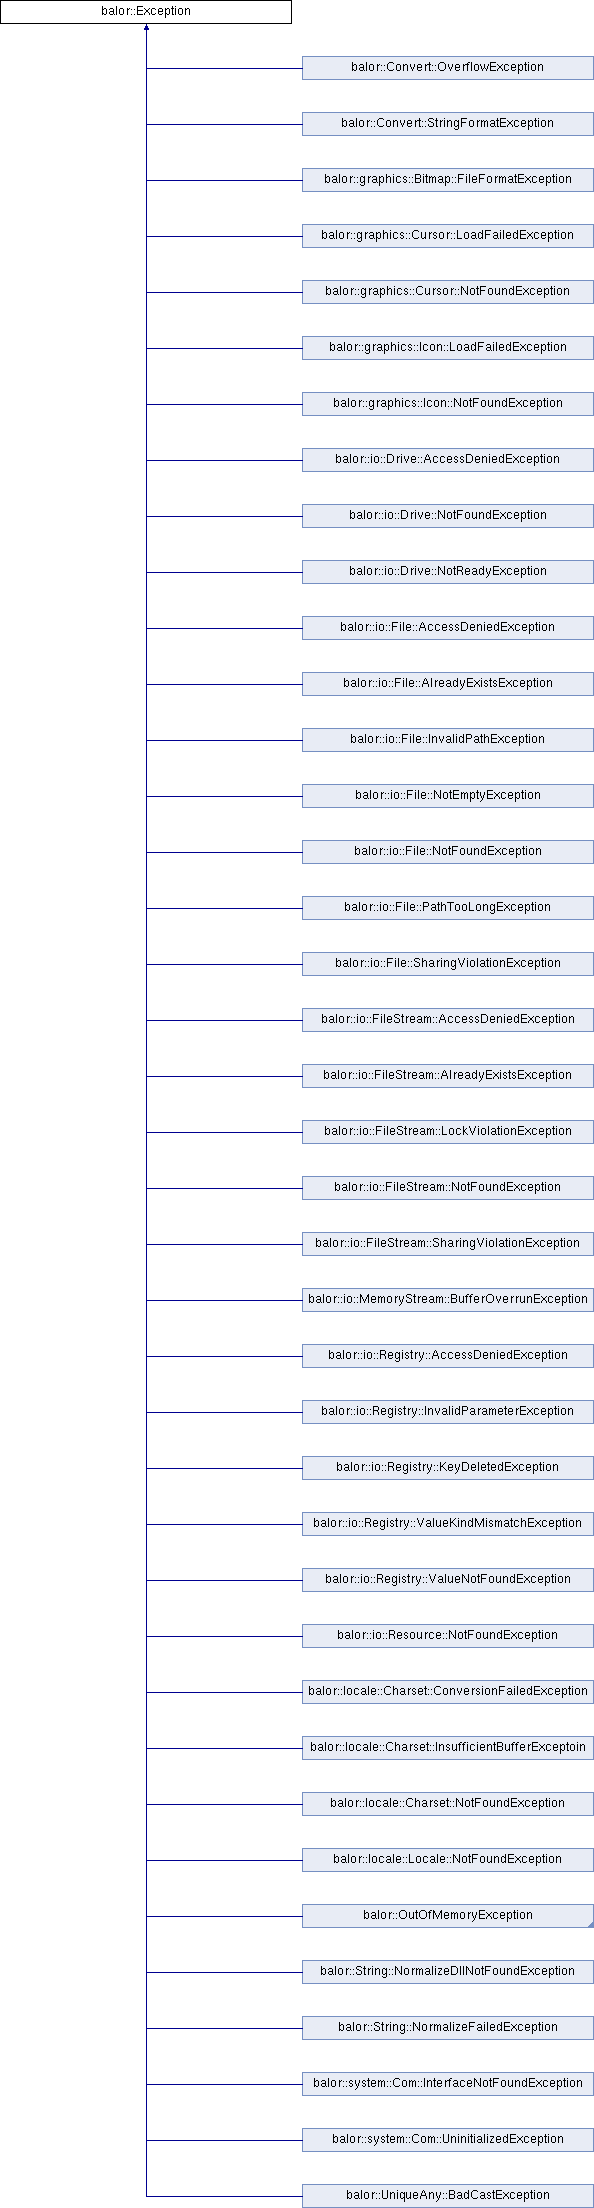 balor::Exception
balor::Convert::OverflowException
balor::Convert::StringFormatException
balor::graphics::Bitmap::FileFormatException
balor::graphics::Cursor::LoadFailedException
balor::graphics::Cursor::NotFoundException
balor::graphics::Icon::LoadFailedException
balor::graphics::Icon::NotFoundException
balor::io::Drive::AccessDeniedException
balor::io::Drive::NotFoundException
balor::io::Drive::NotReadyException
balor::io::File::AccessDeniedException
balor::io::File::AlreadyExistsException
balor::io::File::InvalidPathException
balor::io::File::NotEmptyException
balor::io::File::NotFoundException
balor::io::File::PathTooLongException
balor::io::File::SharingViolationException
balor::io::FileStream::AccessDeniedException
balor::io::FileStream::AlreadyExistsException
balor::io::FileStream::LockViolationException
balor::io::FileStream::NotFoundException
balor::io::FileStream::SharingViolationException
balor::io::MemoryStream::BufferOverrunException
balor::io::Registry::AccessDeniedException
balor::io::Registry::InvalidParameterException
balor::io::Registry::KeyDeletedException
balor::io::Registry::ValueKindMismatchException
balor::io::Registry::ValueNotFoundException
balor::io::Resource::NotFoundException
balor::locale::Charset::ConversionFailedException
balor::locale::Charset::InsufficientBufferExceptoin
balor::locale::Charset::NotFoundException
balor::locale::Locale::NotFoundException
balor::OutOfMemoryException
balor::String::NormalizeDllNotFoundException
balor::String::NormalizeFailedException
balor::system::Com::InterfaceNotFoundException
balor::system::Com::UninitializedException
balor::UniqueAny::BadCastException